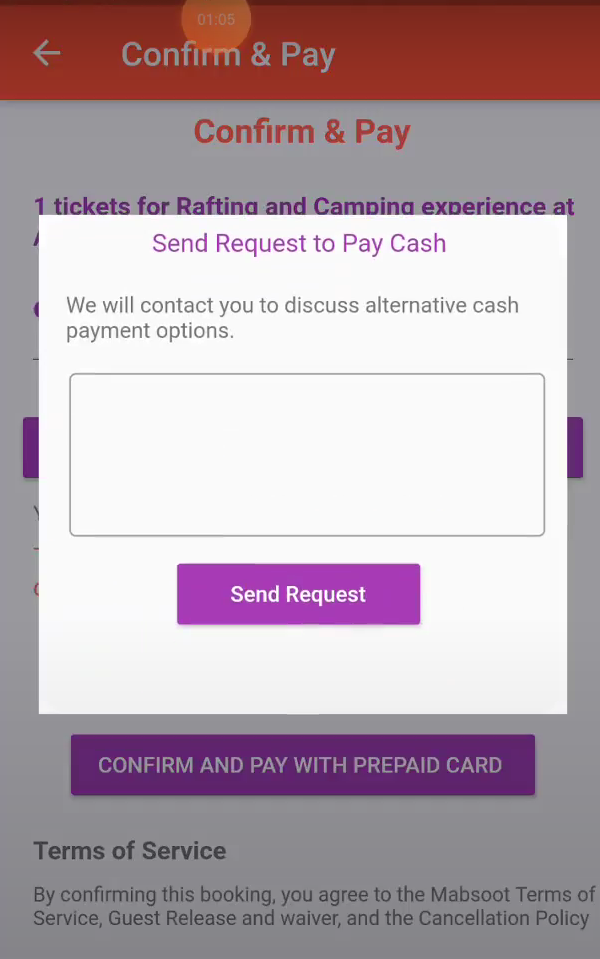 01:05
Confirm & Pay
Confirm & Pay
1 tickets for Rafting and Camping experience at
Send Request to Pay Cash
We will contact you to discuss alternative cash
payment options.
Send Request
CONFIRM AND PAY WITH PREPAID CARD
Terms of Service
By confirming this booking, you agree to the Mabsoot Terms of
Service, Guest Release and waiver, and the Cancellation Policy